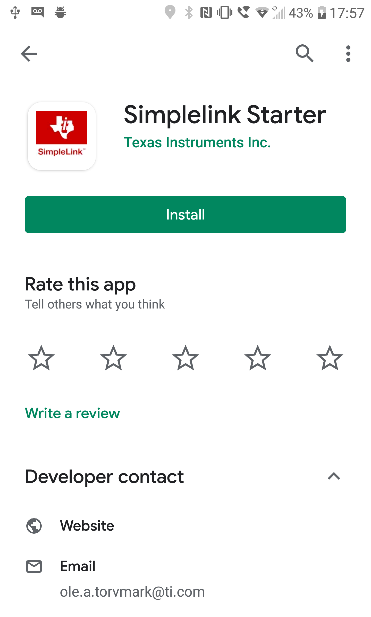 43% 17:57
Simplelink Starter
Texas Instruments Inc.
SimpleLink™
Install
Rate this app
Tell others what you think
Write a review
Developer contact
Website
Email
ole.a.torvmark@ti.com